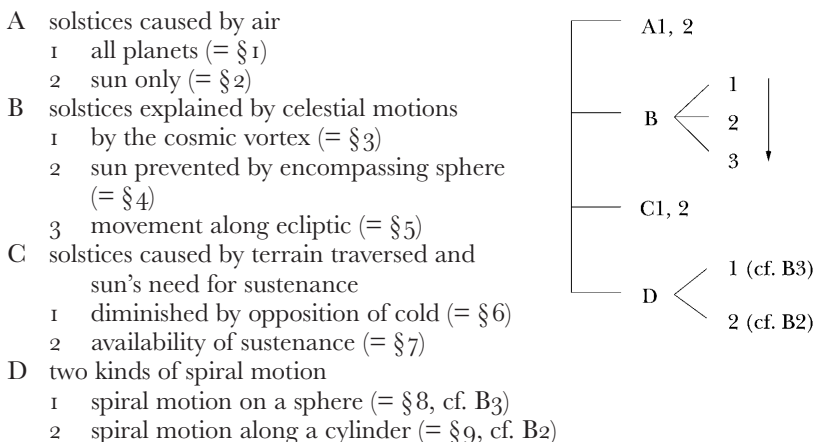 A solstices caused by air
1 all planets (= §1)
2 sun only (= §2)
B solstices explained by celestial motions
1 by the cosmic vortex (= §3)
2 sun prevented by encompassing sphere
(= §4)
3 movement along ecliptic (= §5)
C solstices caused by terrain traversed and
sun’s need for sustenance
1 diminished by opposition of cold (= §6)
2 availability of sustenance (= §7)
D two kinds of spiral motion
1 spiral motion on a sphere (= §8, cf. B3)
2 spiral motion along a cylinder (= §9, cf. B2)
A1, 2
B
1
2
3
C1, 2
D
1 (cf. B3)
2 (cf. B2)